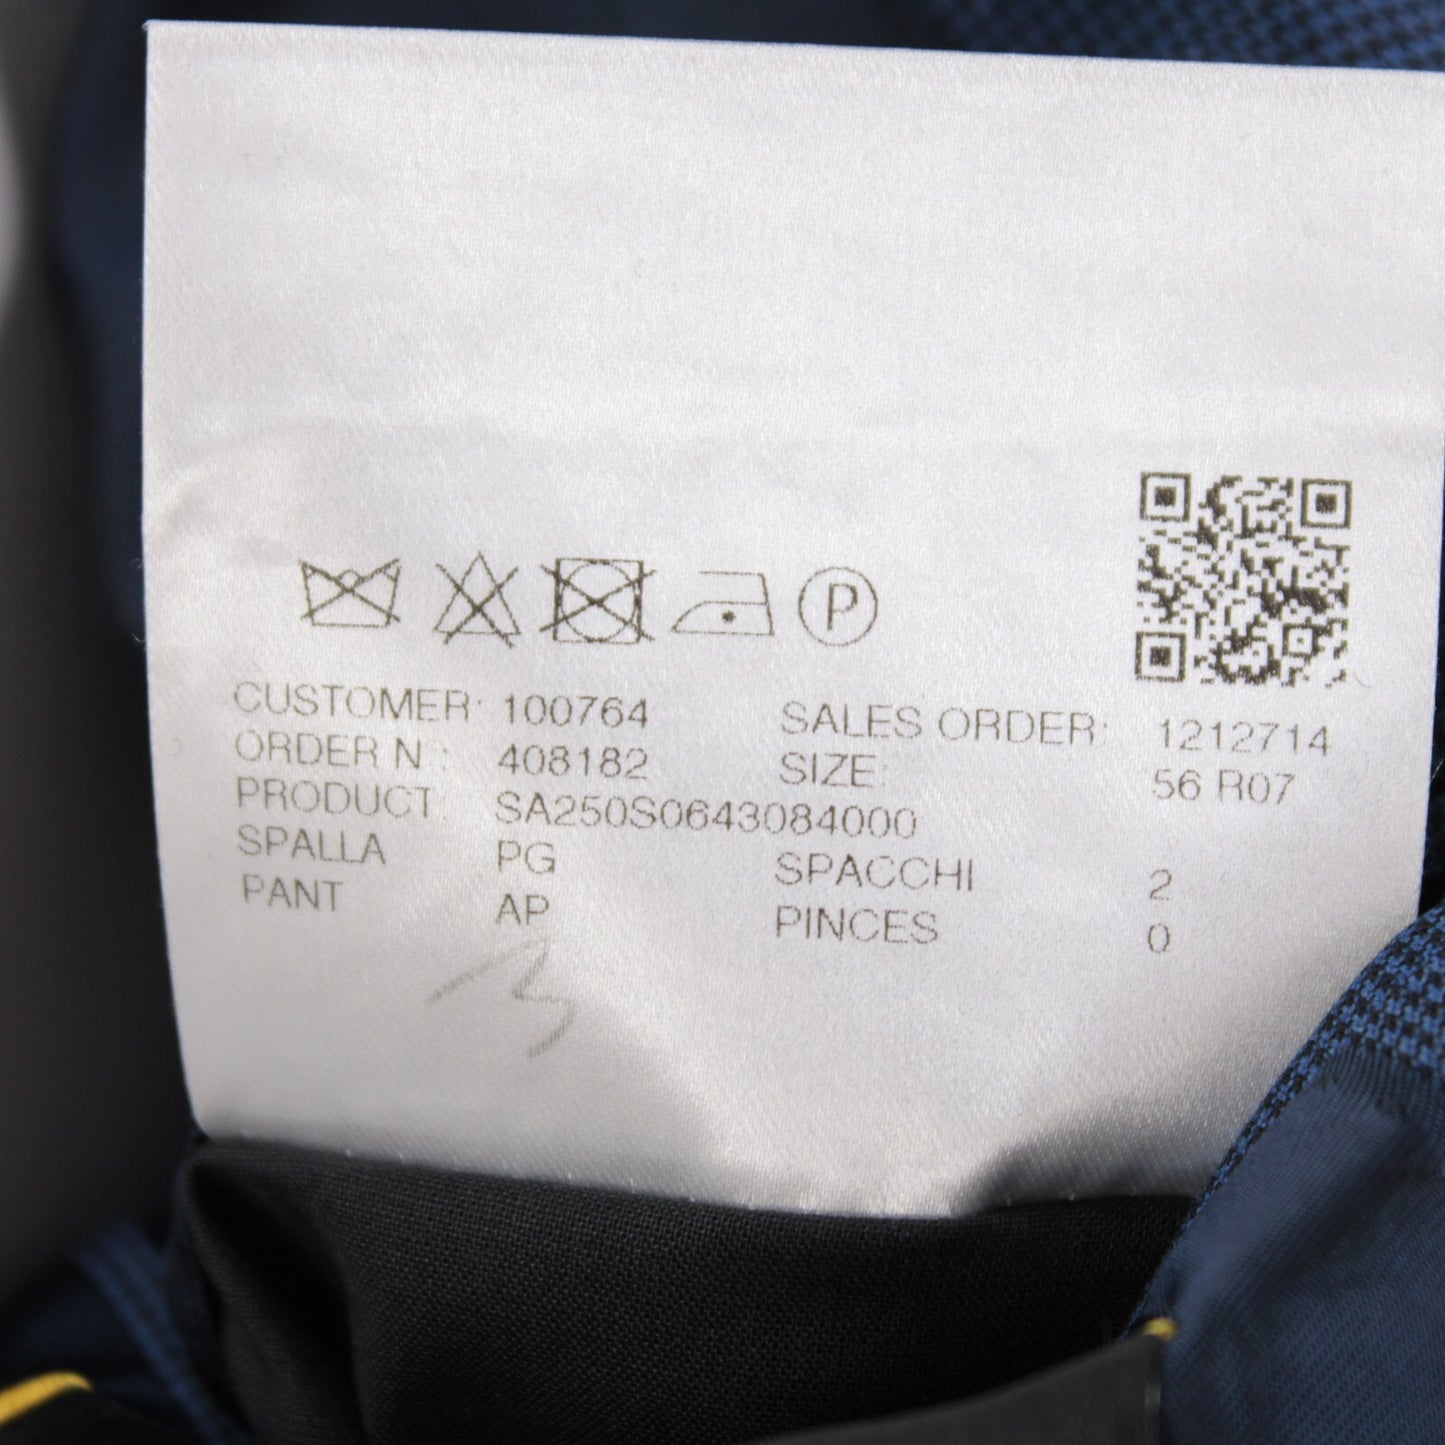 P
CUSTOMER: 100764 SALES ORDER: 1212714
ORDER N.: 408182 SIZE: 56 R07
PRODUCT: SA250S0643084000
SPALLA PG SPACCHI 2
PANT AP PINCES 0